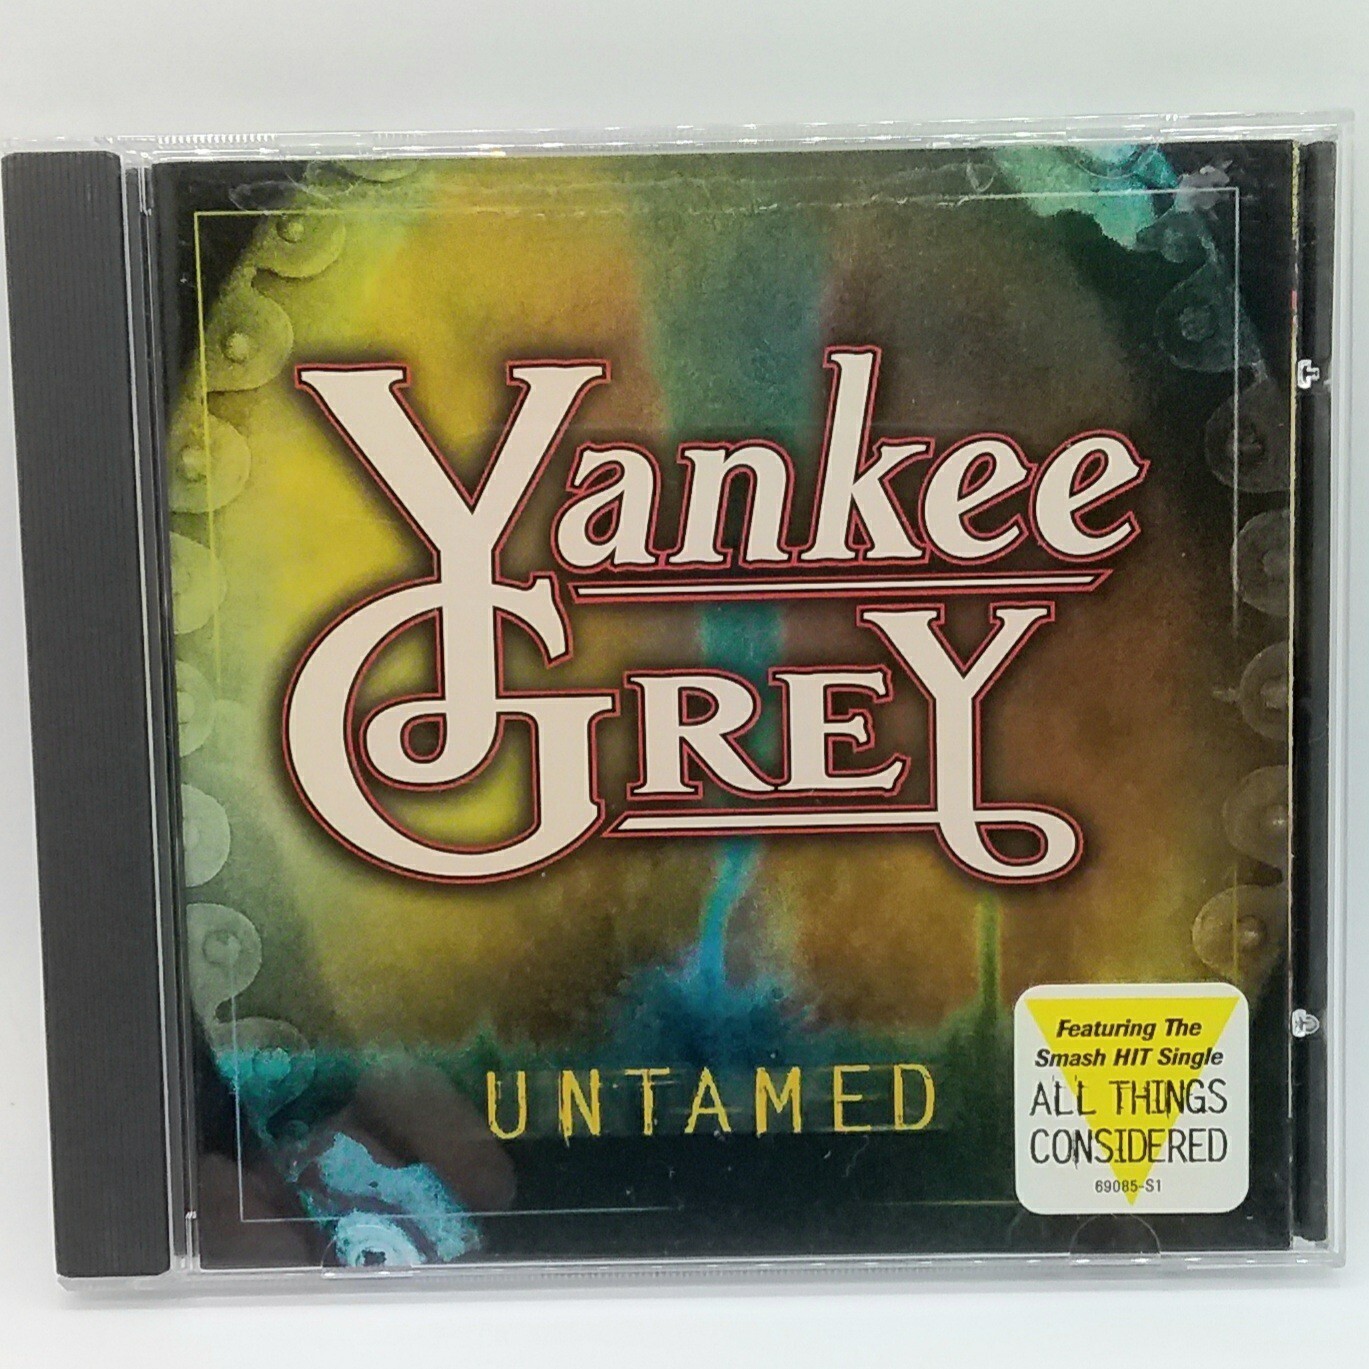 Yankee
GREY
UNTAMED
Featuring The
Smash HIT Single
ALL THINGS
CONSIDERED
69085-S1